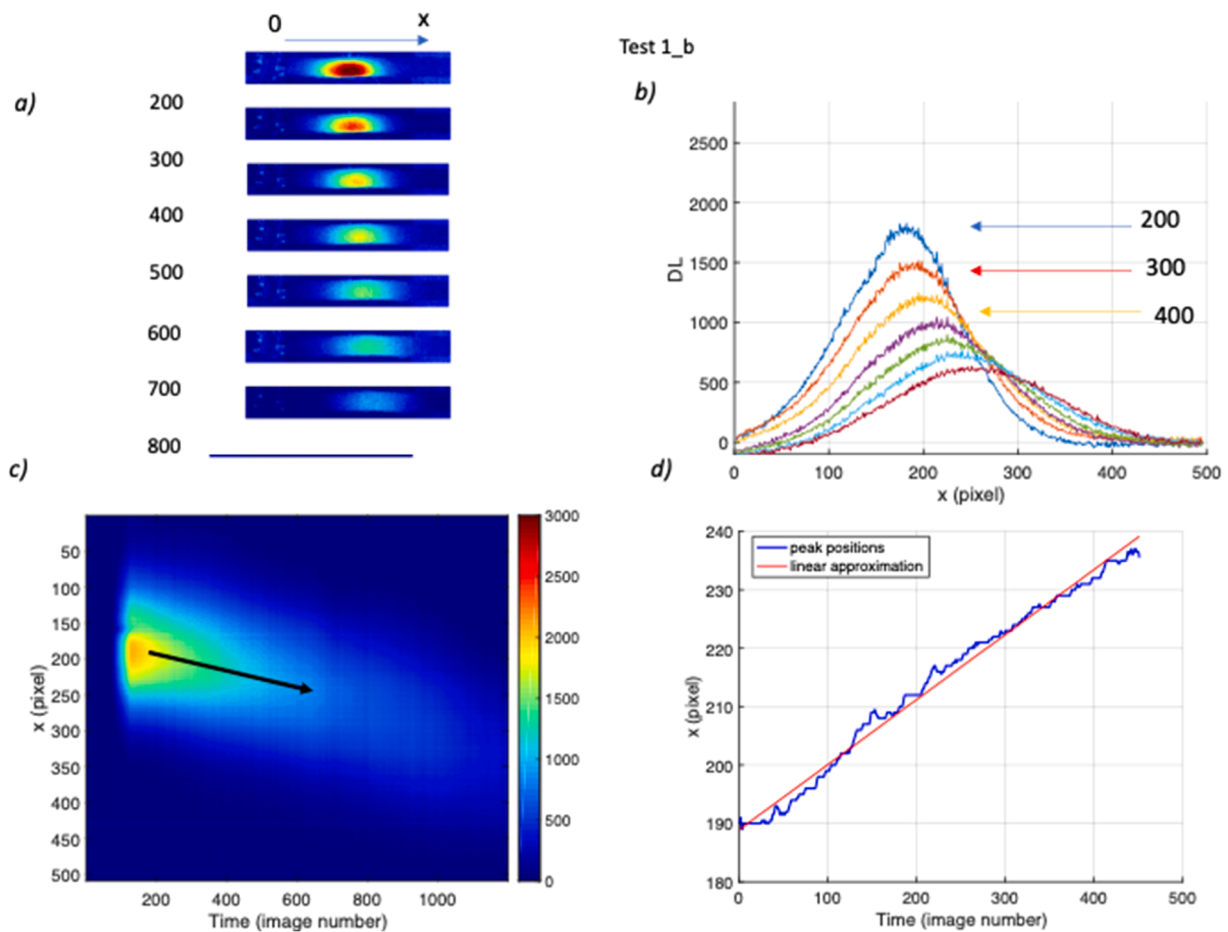 0 x
Test 1_b
a)
200
300
400
500
600
700
800
b)
2500
2000
1500
1000
500
0
DL
200
300
400
0 100 200 300 400 500
x (pixel)
c)
50
100
150
200
250
300
350
400
450
500
x (pixel)
200 400 600 800 1000
Time (image number)
3000
2500
2000
1500
1000
500
0
d)
240
230
220
210
200
190
180
x (pixel)
peak positions
linear approximation
0 100 200 300 400 500
Time (image number)